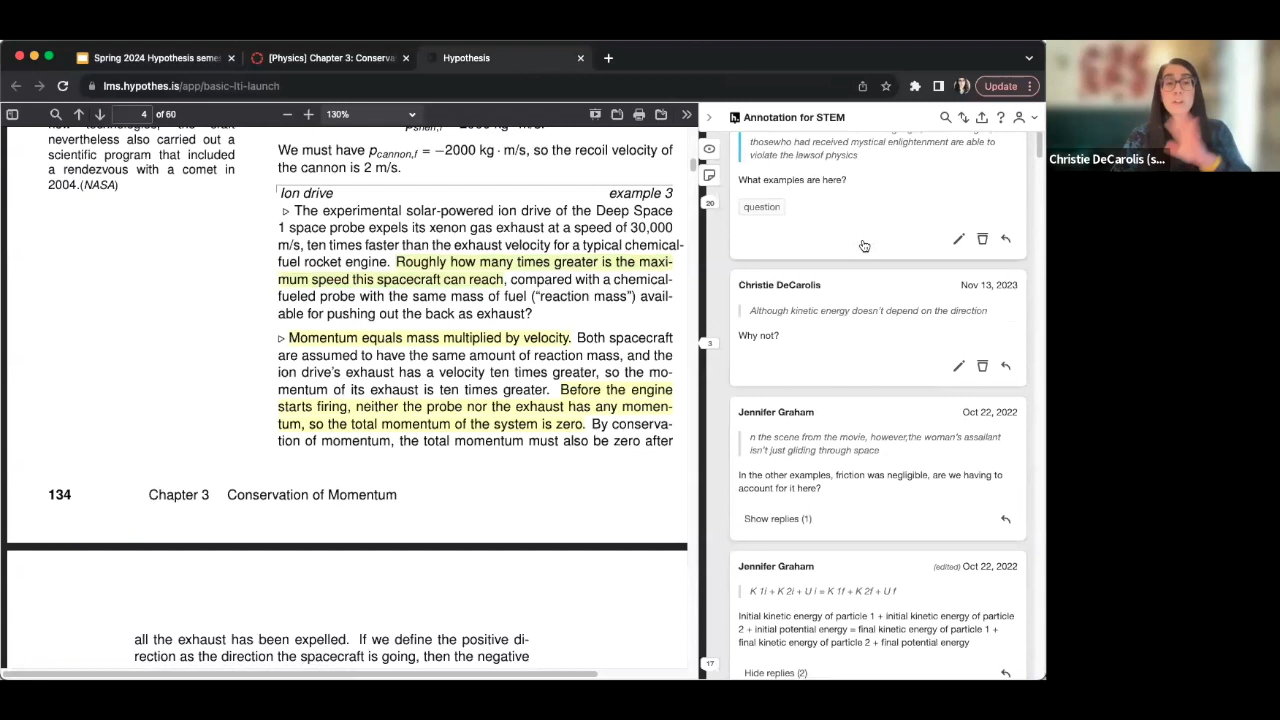 Spring 2024 Hypothesis seme
[Physics] Chapter 3: Conserva
Hypothesis
lms.hypothes.is/app/basic-lti-launch
Update
4 of 60
130%
nevertheless also carried out a
scientific program that included
a rendezvous with a comet in
2004.(NASA)
We must have pcannon,f = −2000 kg · m/s, so the recoil velocity of
the cannon is 2 m/s.
Ion drive example 3
▷ The experimental solar-powered ion drive of the Deep Space
1 space probe expels its xenon gas exhaust at a speed of 30,000
m/s, ten times faster than the exhaust velocity for a typical chemical-
fuel rocket engine. Roughly how many times greater is the maxi-
mum speed this spacecraft can reach, compared with a chemical-
fueled probe with the same mass of fuel (“reaction mass”) avail-
able for pushing out the back as exhaust?
▷ Momentum equals mass multiplied by velocity. Both spacecraft
are assumed to have the same amount of reaction mass, and the
ion drive’s exhaust has a velocity ten times greater, so the mo-
mentum of its exhaust is ten times greater. Before the engine
starts firing, neither the probe nor the exhaust has any momen-
tum, so the total momentum of the system is zero. By conserva-
tion of momentum, the total momentum must also be zero after
134 Chapter 3 Conservation of Momentum
all the exhaust has been expelled. If we define the positive di-
rection as the direction the spacecraft is going, then the negative
Annotation for STEM
thosewho had received mystical enlightenment are able to
violate the lawsof physics
What examples are here?
question
20
Christie DeCarolis Nov 13, 2023
Although kinetic energy doesn't depend on the direction
Why not?
3
Jennifer Graham Oct 22, 2022
n the scene from the movie, however,the woman's assailant
isn't just gliding through space
In the other examples, friction was negligible, are we having to
account for it here?
Show replies (1)
Jennifer Graham (edited) Oct 22, 2022
K 1i + K 2i + U i = K 1f + K 2f + U f
Initial kinetic energy of particle 1 + initial kinetic energy of particle
2 + initial potential energy = final kinetic energy of particle 1 +
final kinetic energy of particle 2 + final potential energy
17
Hide replies (2)
Christie DeCarolis (s...